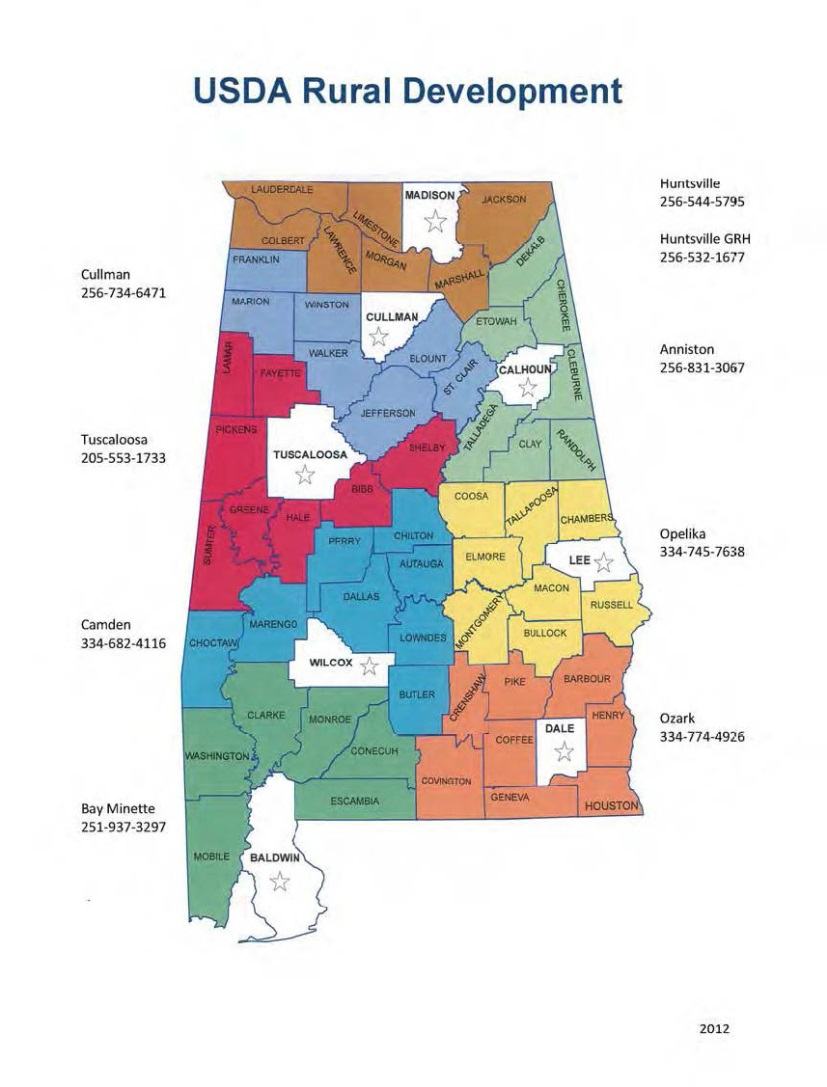 USDA Rural Development
Huntsville
256-544-5795
Huntsville GRH
256-532-1677
Cullman
256-734-6471
Anniston
256-831-3067
Tuscaloosa
205-553-1733
Opelika
334-745-7638
Camden
334-682-4116
Ozark
334-774-4926
Bay Minette
251-937-3297
LAUDERDALE
LIMESTONE
MADISON
JACKSON
COLBERT
LAWRENCE
MORGAN
MARSHALL
DEKALB
FRANKLIN
MARION
WINSTON
CULLMAN
ETOWAH
CHEROKEE
LAMAR
FAYETTE
WALKER
BLOUNT
ST. CLAIR
CALHOUN
CLEBURNE
JEFFERSON
PICKENS
TUSCALOOSA
SHELBY
TALLADEGA
CLAY
RANDOLPH
BIBB
GREENE
HALE
SUMTER
COOSA
TALLAPOOSA
CHAMBERS
PERRY
CHILTON
AUTAUGA
ELMORE
LEE
DALLAS
MACON
RUSSELL
MARENGO
CHOCTAW
LOWNDES
MONTGOMERY
BULLOCK
WILCOX
BUTLER
CRENSHAW
PIKE
BARBOUR
CLARKE
MONROE
HENRY
DALE
COFFEE
WASHINGTON
CONECUH
COVINGTON
ESCAMBIA
GENEVA
HOUSTON
MOBILE
BALDWIN
2012